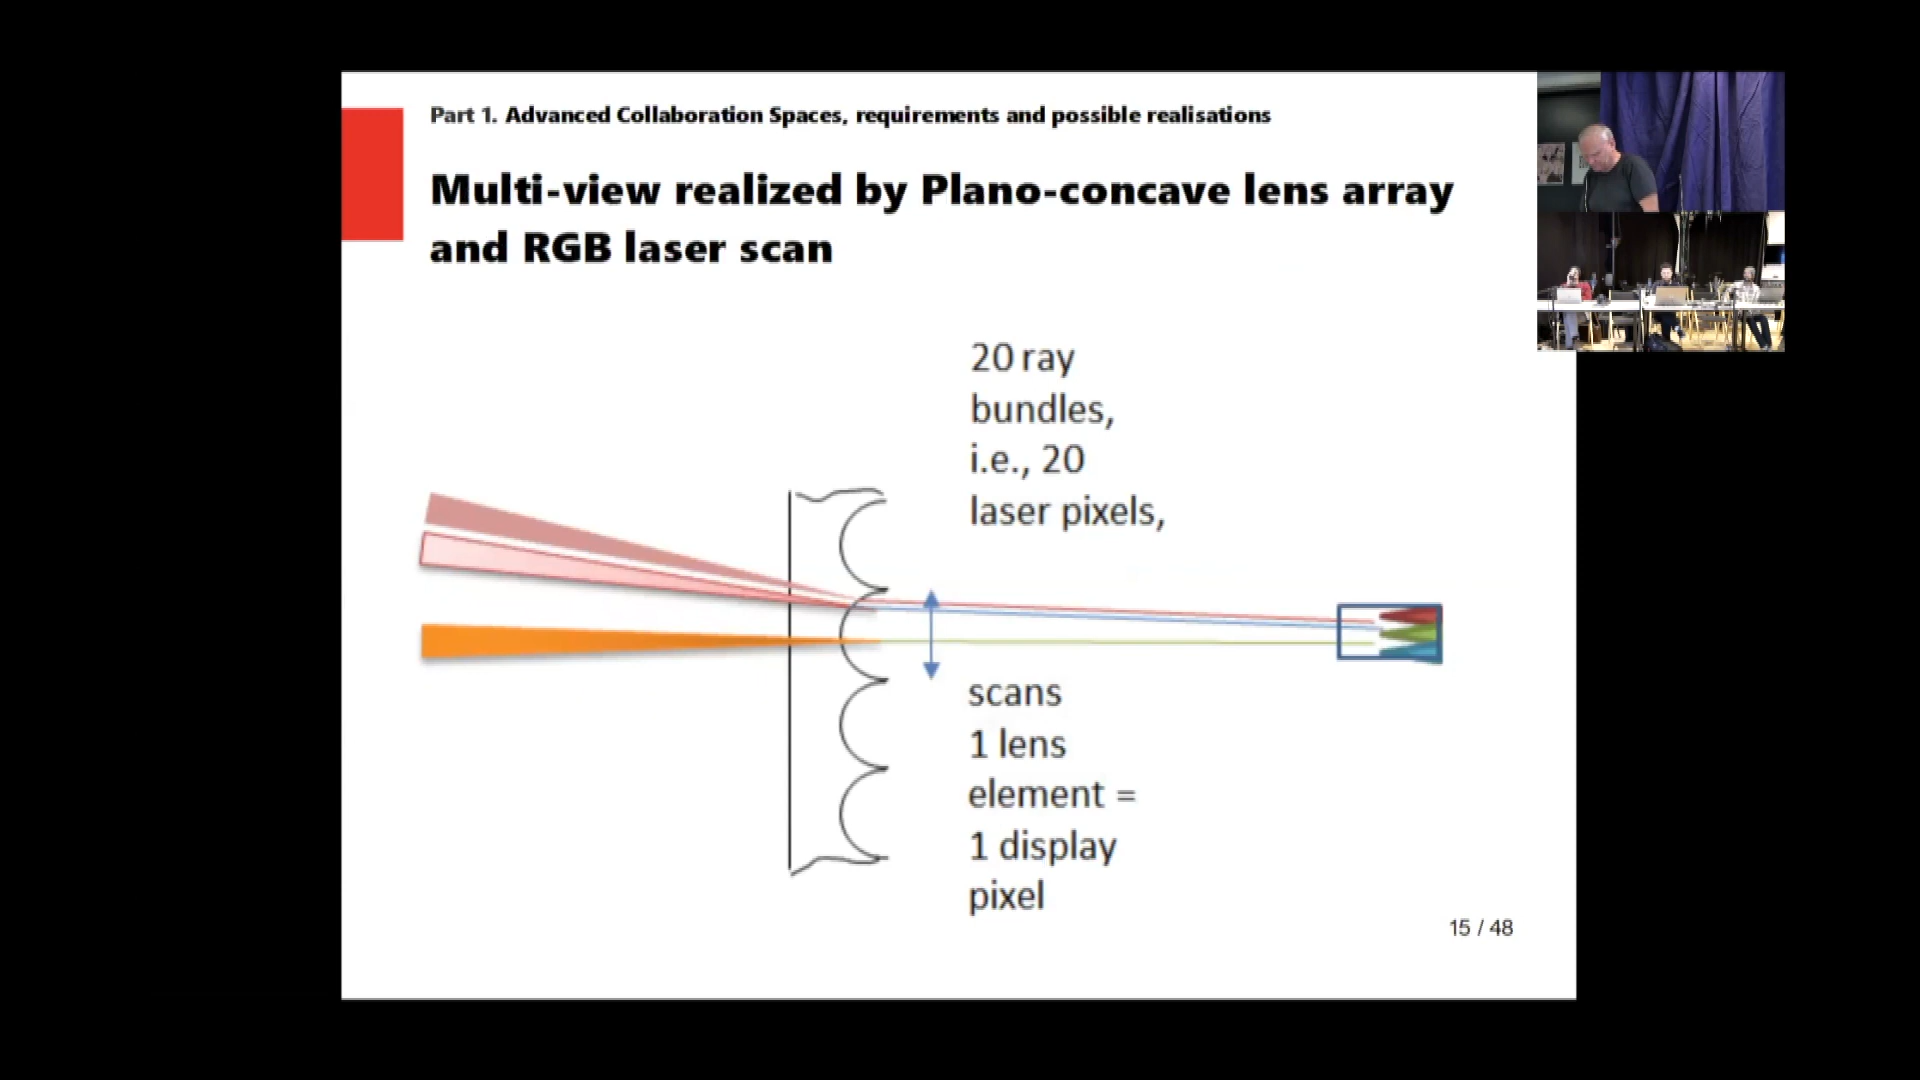 Part 1. Advanced Collaboration Spaces, requirements and possible realisations
Multi-view realized by Plano-concave lens array
and RGB laser scan
20 ray
bundles,
i.e., 20
laser pixels,
scans
1 lens
element =
1 display
pixel
15 / 48